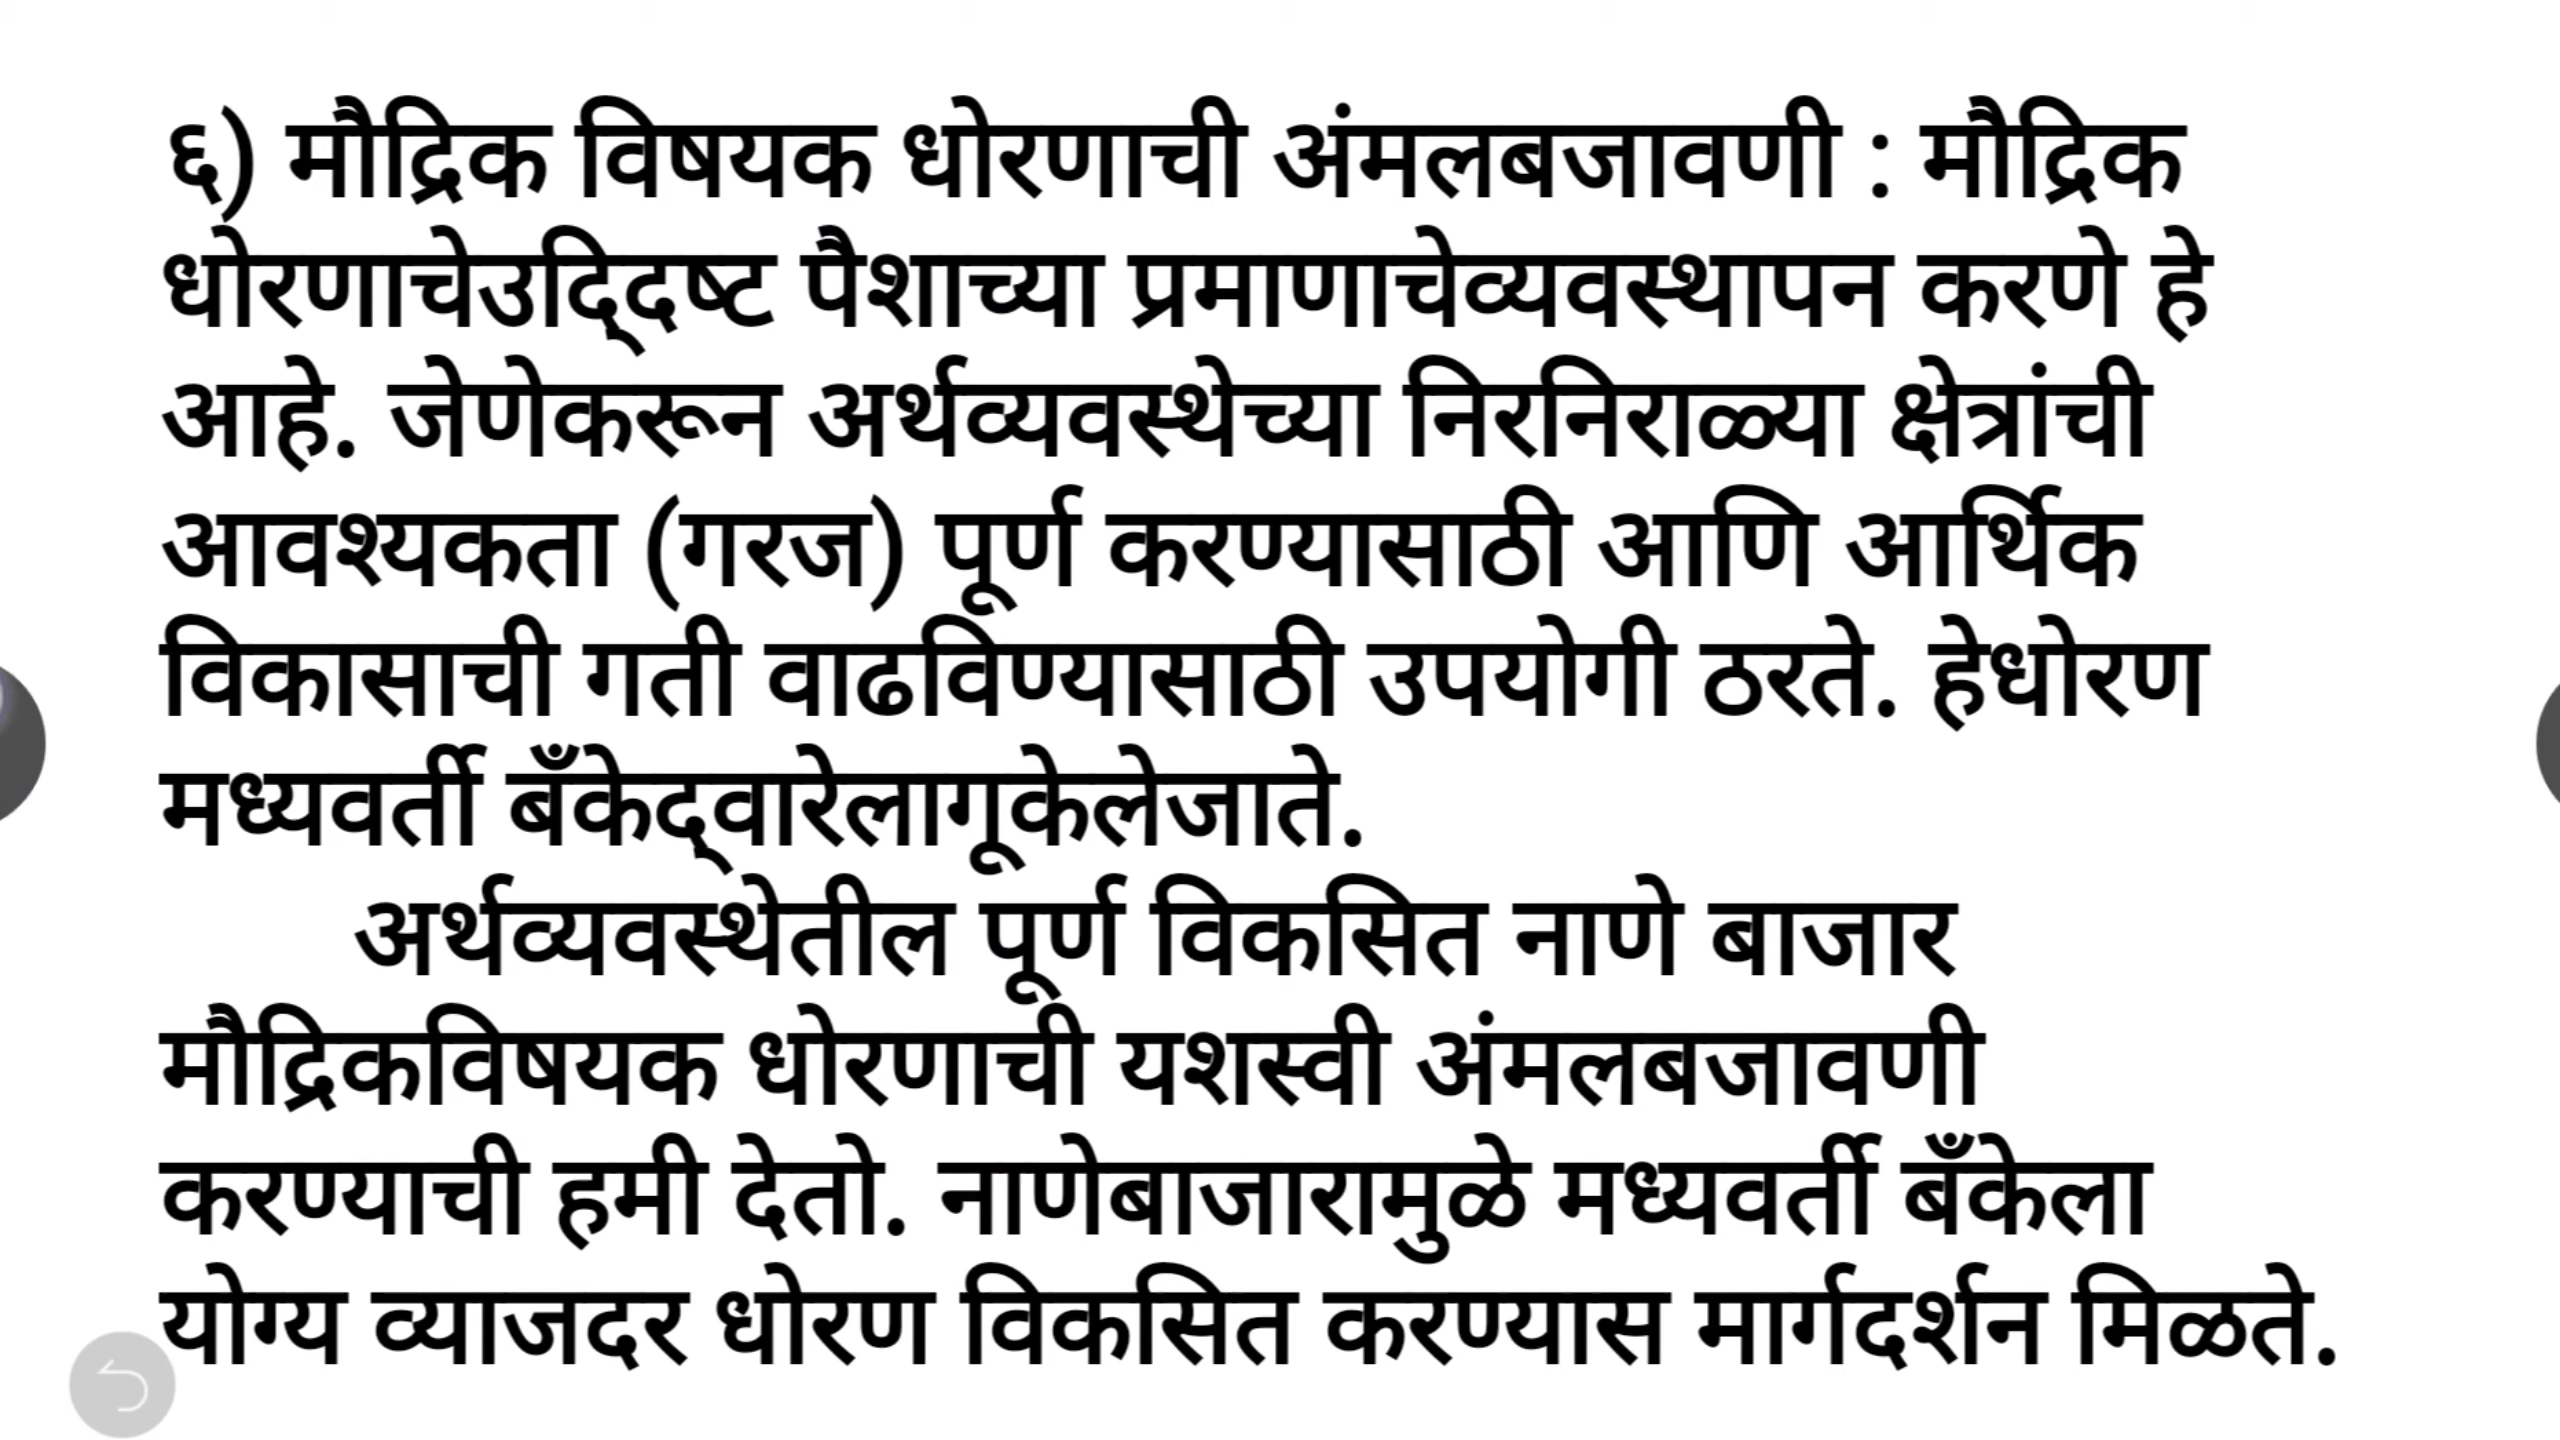 ६) मौद्रिक विषयक धोरणाची अंमलबजावणी : मौद्रिक
धोरणाचेउद्दिष्ट पैशाच्या प्रमाणाचेव्यवस्थापन करणे हे
आहे. जेणेकरून अर्थव्यवस्थेच्या निरनिराळ्या क्षेत्रांची
आवश्यकता (गरज) पूर्ण करण्यासाठी आणि आर्थिक
विकासाची गती वाढविण्यासाठी उपयोगी ठरते. हेधोरण
मध्यवर्ती बँकेद्‌वारेलागूकेलेजाते.
अर्थव्यवस्थेतील पूर्ण विकसित नाणे बाजार
मौद्रिकविषयक धोरणाची यशस्वी अंमलबजावणी
करण्याची हमी देतो. नाणेबाजारामुळे मध्यवर्ती बँकेला
योग्य व्याजदर धोरण विकसित करण्यास मार्गदर्शन मिळते.